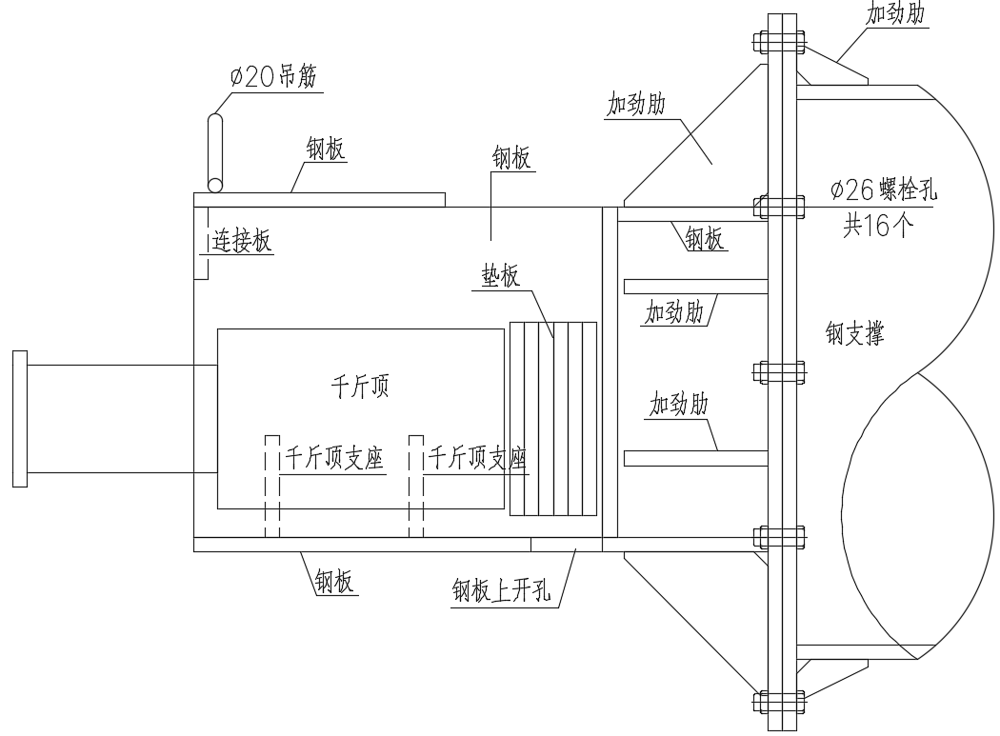 加劲肋
ø20吊筋
加劲肋
钢板
钢板
ø26螺栓孔
共16个
连接板
钢板
垫板
加劲肋
钢支撑
千斤顶
加劲肋
千斤顶支座
千斤顶支座
钢板
钢板上开孔